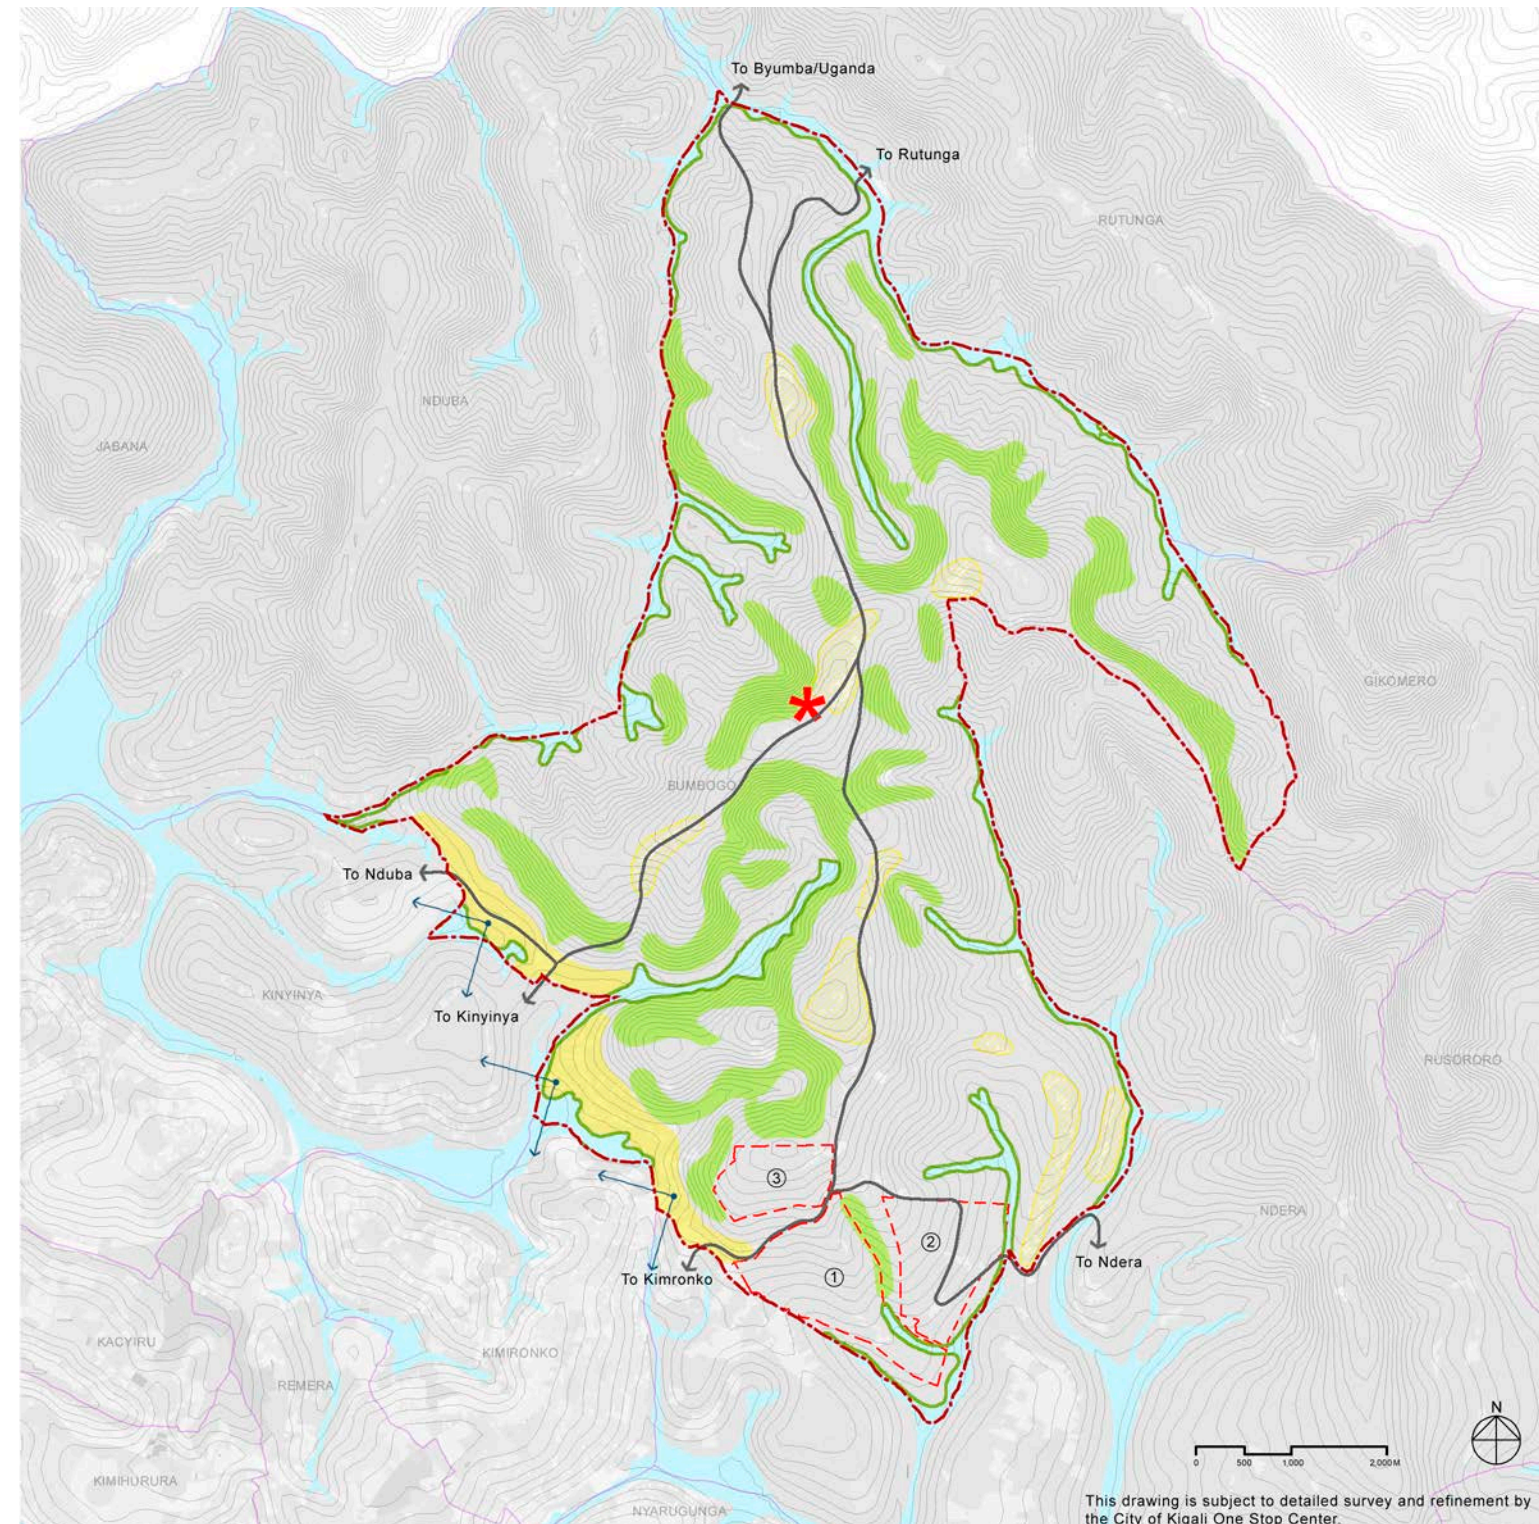 To Byumba/Uganda
To Rutunga
RUTUNGA
NDUBA
JABANA
GIKOMERO
BUMBOGO
To Nduba
KINYINYA
To Kinyinya
RUSORORO
③
NDERA
②
To Ndera
①
To Kimronko
KACYIRU
KIMIRONKO
REMERA
N
0 500 1,000 2,000M
KIMIHURURA
NYARUGUNGA
This drawing is subject to detailed survey and refinement by
the City of Kigali One Stop Center.